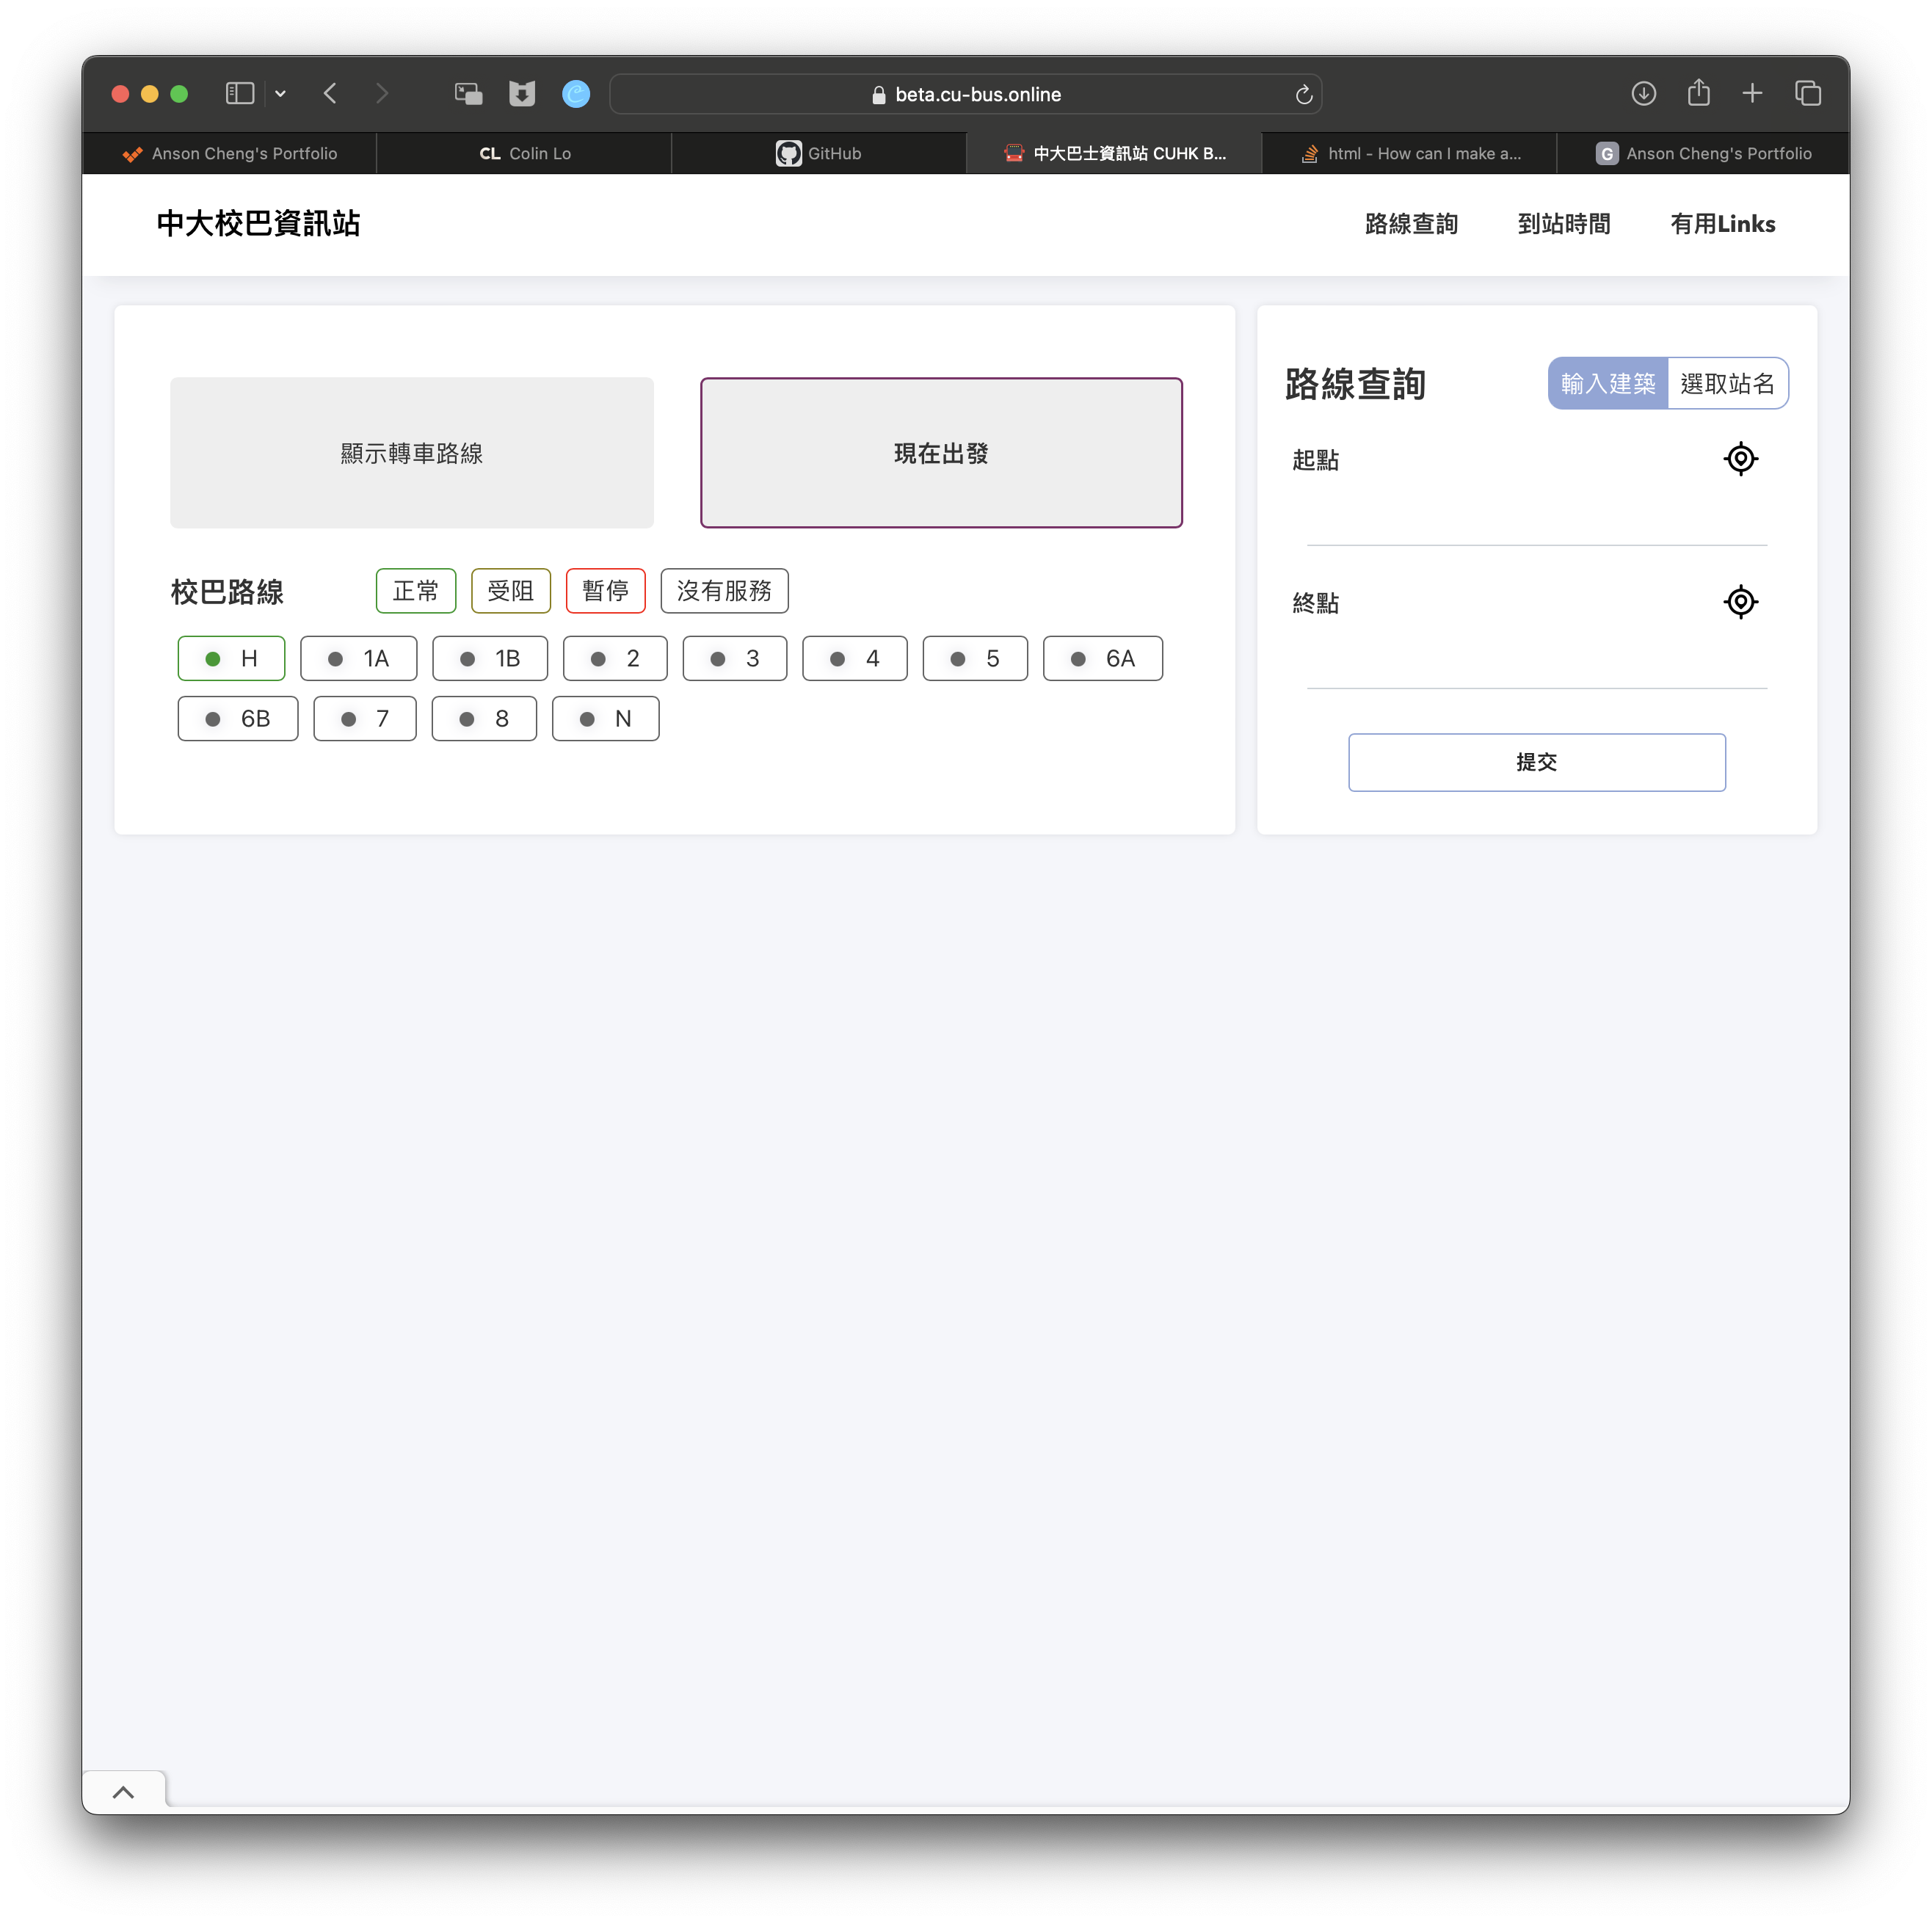 beta.cu-bus.online
Anson Cheng's Portfolio
CL Colin Lo
GitHub
中大巴士資訊站 CUHK B...
html - How can I make a...
G Anson Cheng's Portfolio
中大校巴資訊站
路線查詢 到站時間 有用Links
顯示轉車路線
現在出發
校巴路線 正常 受阻 暫停 沒有服務
H 1A 1B 2 3 4 5 6A
6B 7 8 N
路線查詢 輸入建築 選取站名
起點
終點
提交